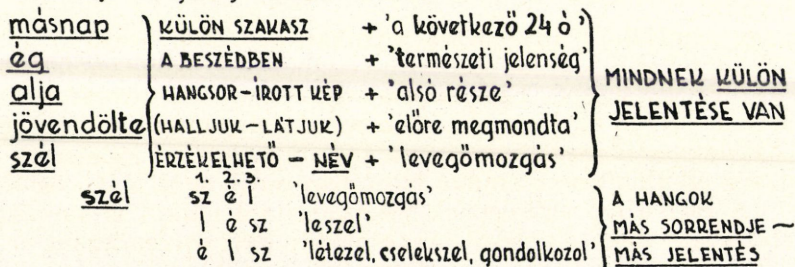 másnap KÜLÖN SZAKASZ + 'a következő 24 ó'
ég A BESZÉDBEN + 'természeti jelenség'
alja HANGSOR-ÍROTT KÉP + 'alsó része'
jövendölte (HALLJUK-LÁTJUK) + 'előre megmondta'
szél ÉRZÉKELHETŐ - NÉV + 'levegőmozgás'
MINDNEK KÜLÖN
JELENTÉSE VAN
1. 2. 3.
szél sz é l 'levegőmozgás'
l é sz 'leszel'
é l sz 'létezel, cselekszel, gondolkozol'
A HANGOK
MÁS SORRENDJE ~
MÁS JELENTÉS